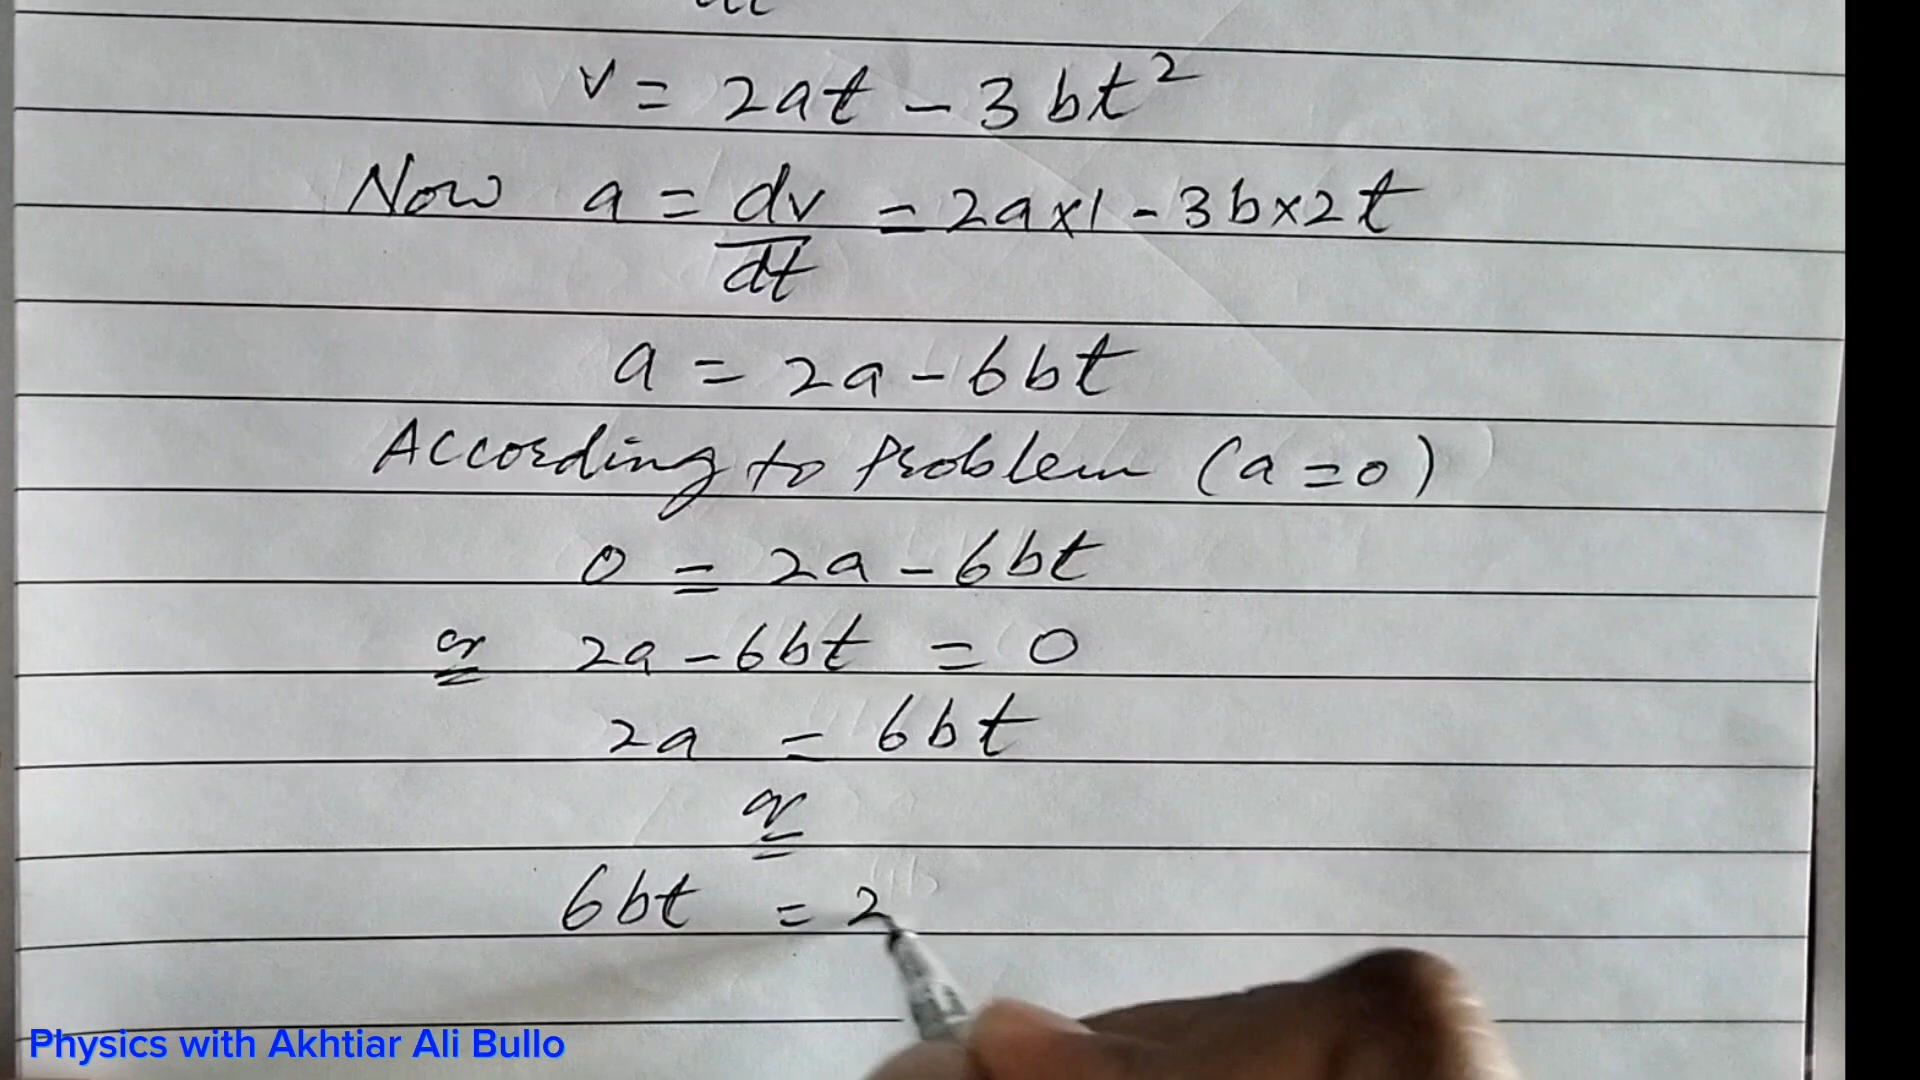 v = 2at - 3bt²
Now a = dv/dt = 2a×1 - 3b×2t
a = 2a - 6bt
According to Problem (a=0)
0 = 2a - 6bt
or 2a - 6bt = 0
2a = 6bt
or
6bt = 2
Physics with Akhtiar Ali Bullo